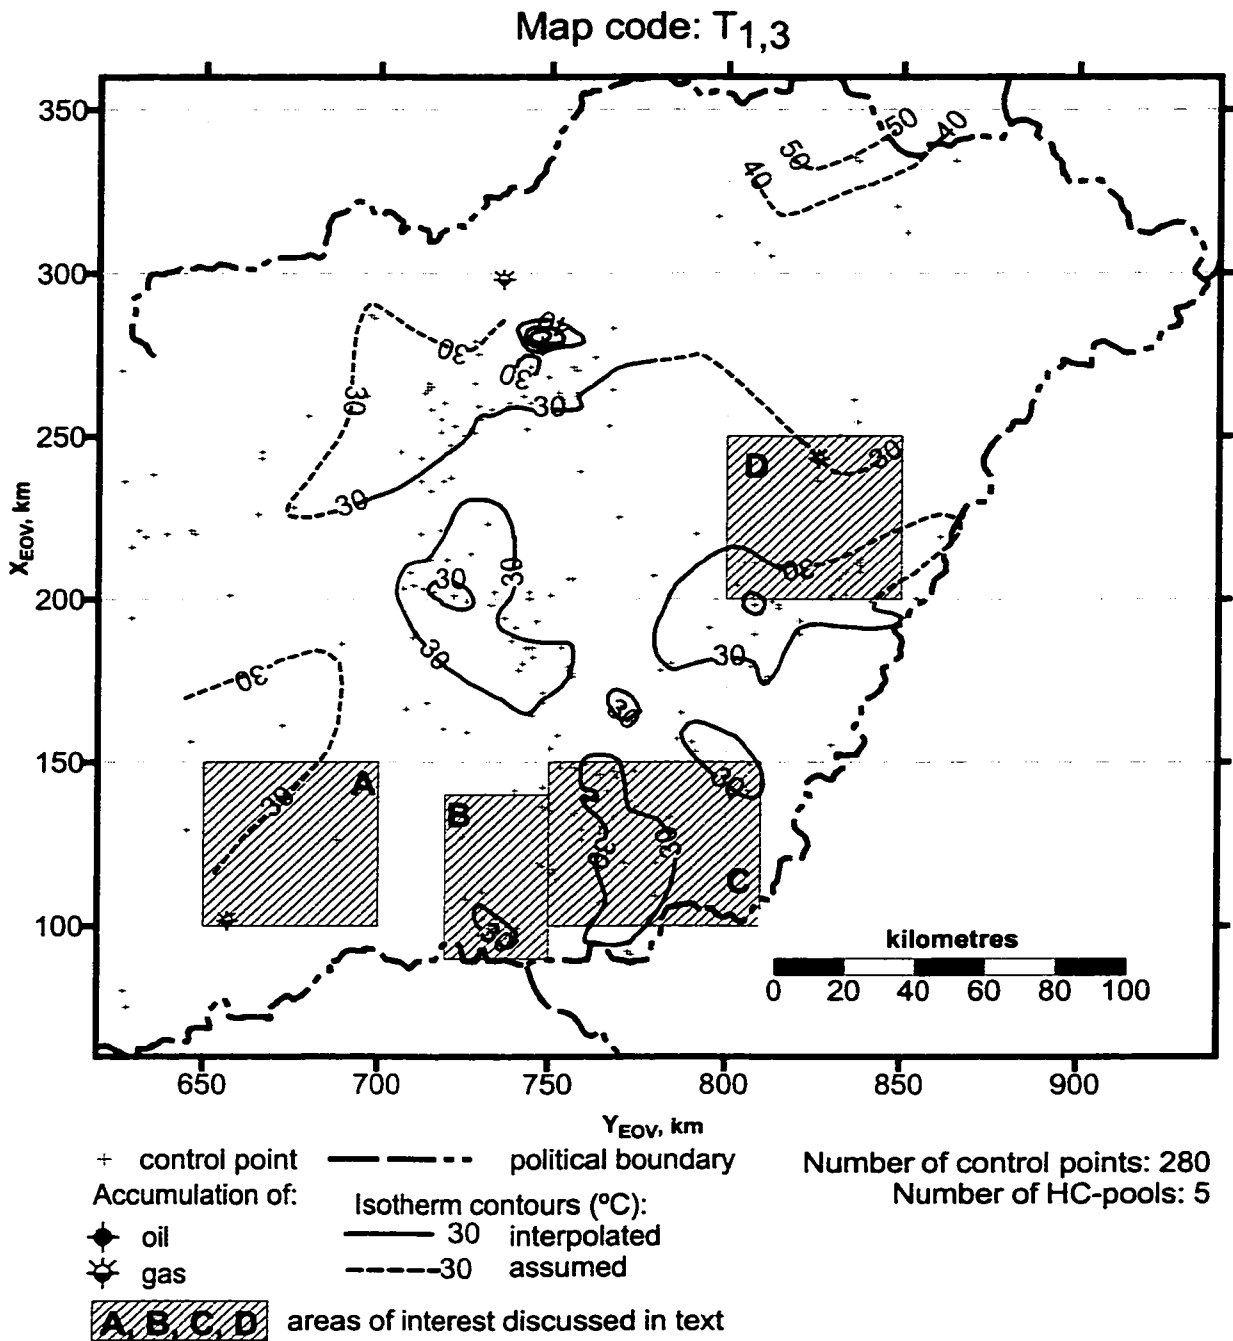 Map code: T1,3
350
50
40
50
40
300
X_EOV, km
30
30
30
30
250
D
30
30
30
30
30
200
30
30
30
30
30
150
A
30
30
B
30
30
C
100
30
kilometres
0 20 40 60 80 100
650 700 750 800 850 900
Y_EOV, km
control point
political boundary
Number of control points: 280
Accumulation of:
Isotherm contours (ºC):
Number of HC-pools: 5
oil
30 interpolated
gas
30 assumed
A, B, C, D areas of interest discussed in text